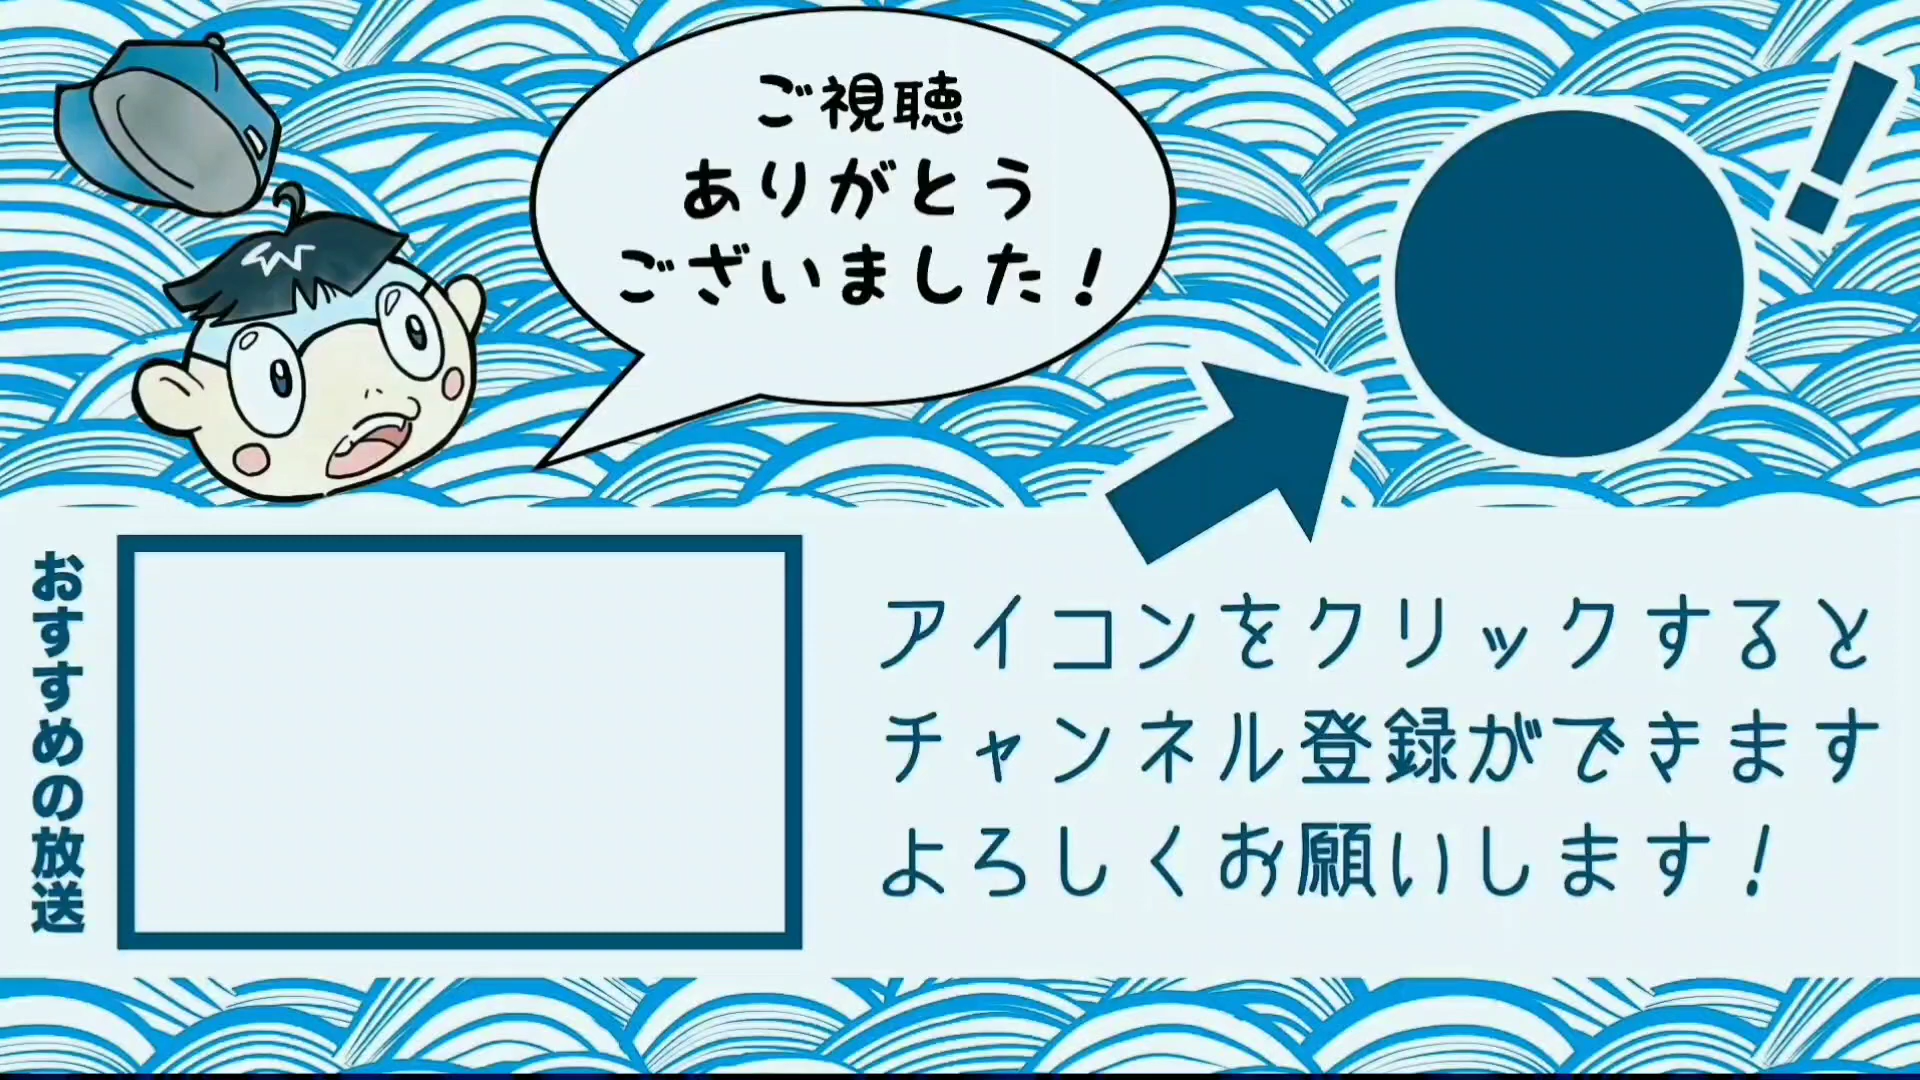 ご視聴
ありがとう
ございました！
おすすめの放送
アイコンをクリックすると
チャンネル登録ができます
よろしくお願いします！